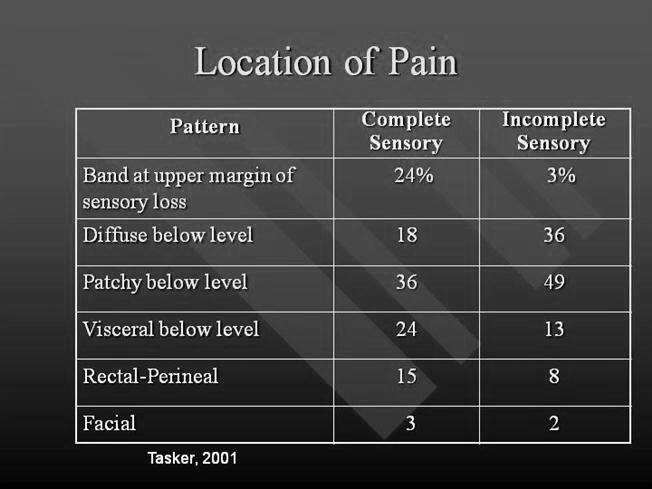 Location of Pain
Pattern Complete Sensory Incomplete Sensory
Band at upper margin of sensory loss 24% 3%
Diffuse below level 18 36
Patchy below level 36 49
Visceral below level 24 13
Rectal-Perineal 15 8
Facial 3 2
Tasker, 2001